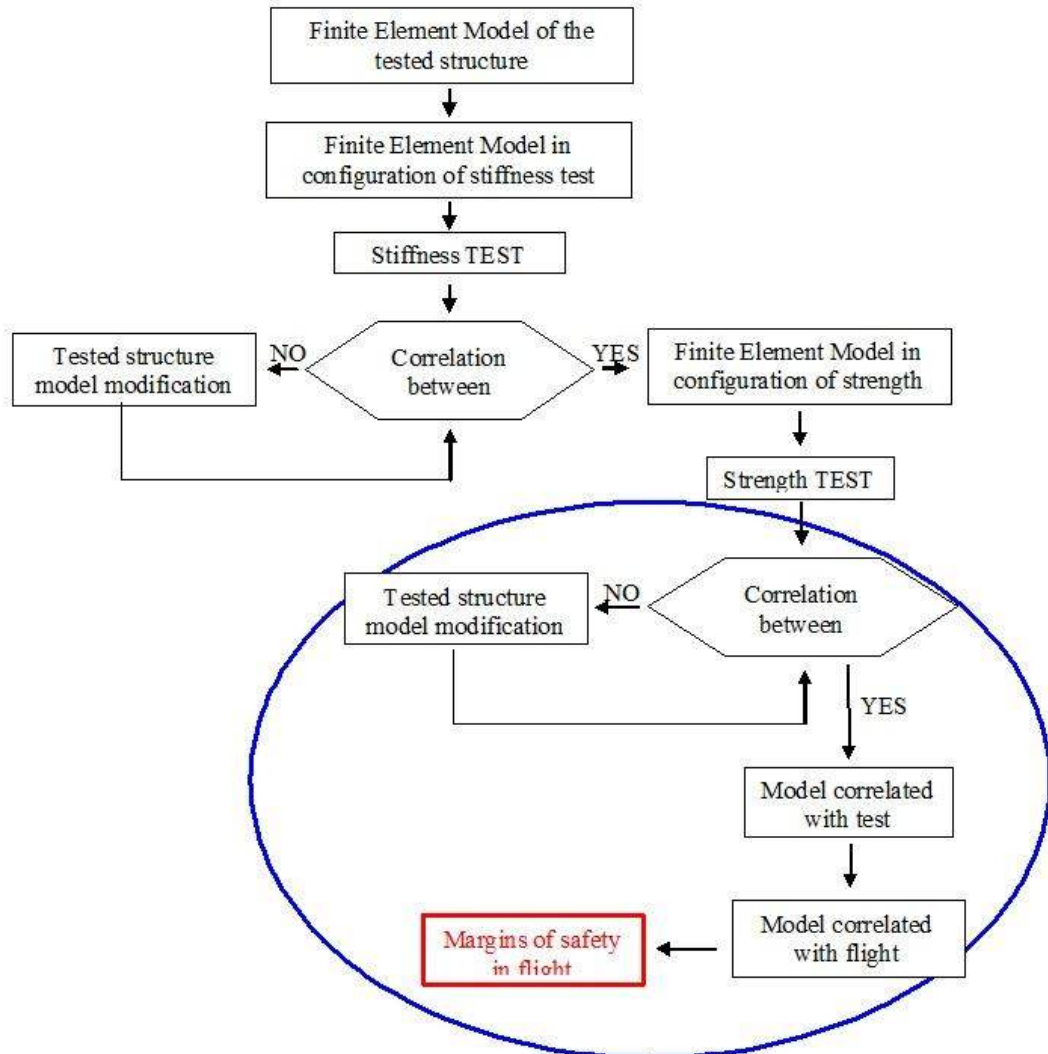 Finite Element Model of the
tested structure
Finite Element Model in
configuration of stiffness test
Stiffness TEST
Correlation
between
NO
Tested structure
model modification
YES
Finite Element Model in
configuration of strength
Strength TEST
Correlation
between
NO
Tested structure
model modification
YES
Model correlated
with test
Model correlated
with flight
Margins of safety
in flight